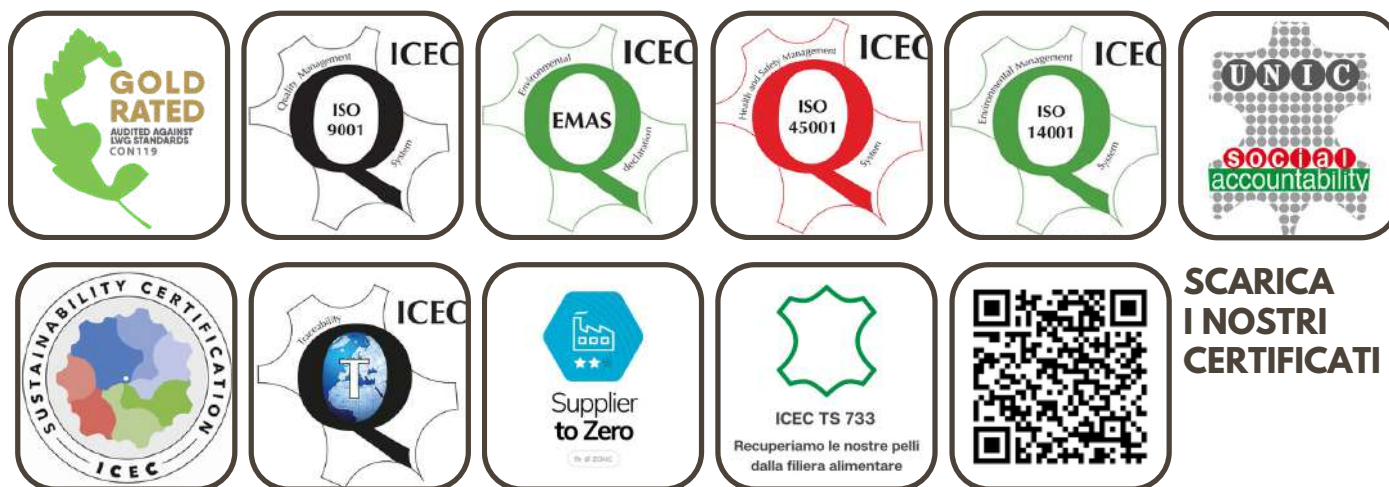 GOLD
RATED
AUDITED AGAINST
LWG STANDARDS
CON119
ICEC
Quality Management
ISO
9001
System
ICEC
Environmental
EMAS
declaration
ICEC
Health and Safety Management
ISO
45001
System
ICEC
Environmental Management
ISO
14001
System
UNIC
social
accountability
SUSTAINABILITY CERTIFICATION
ICEC
ICEC
Traceability
T
Supplier
to Zero
ICEC TS 733
Recuperiamo le nostre pelli
dalla filiera alimentare
SCARICA
I NOSTRI
CERTIFICATI